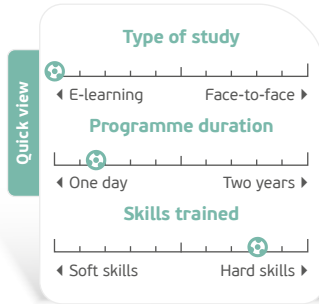 Quick view
Type of study
E-learning Face-to-face
Programme duration
One day Two years
Skills trained
Soft skills Hard skills